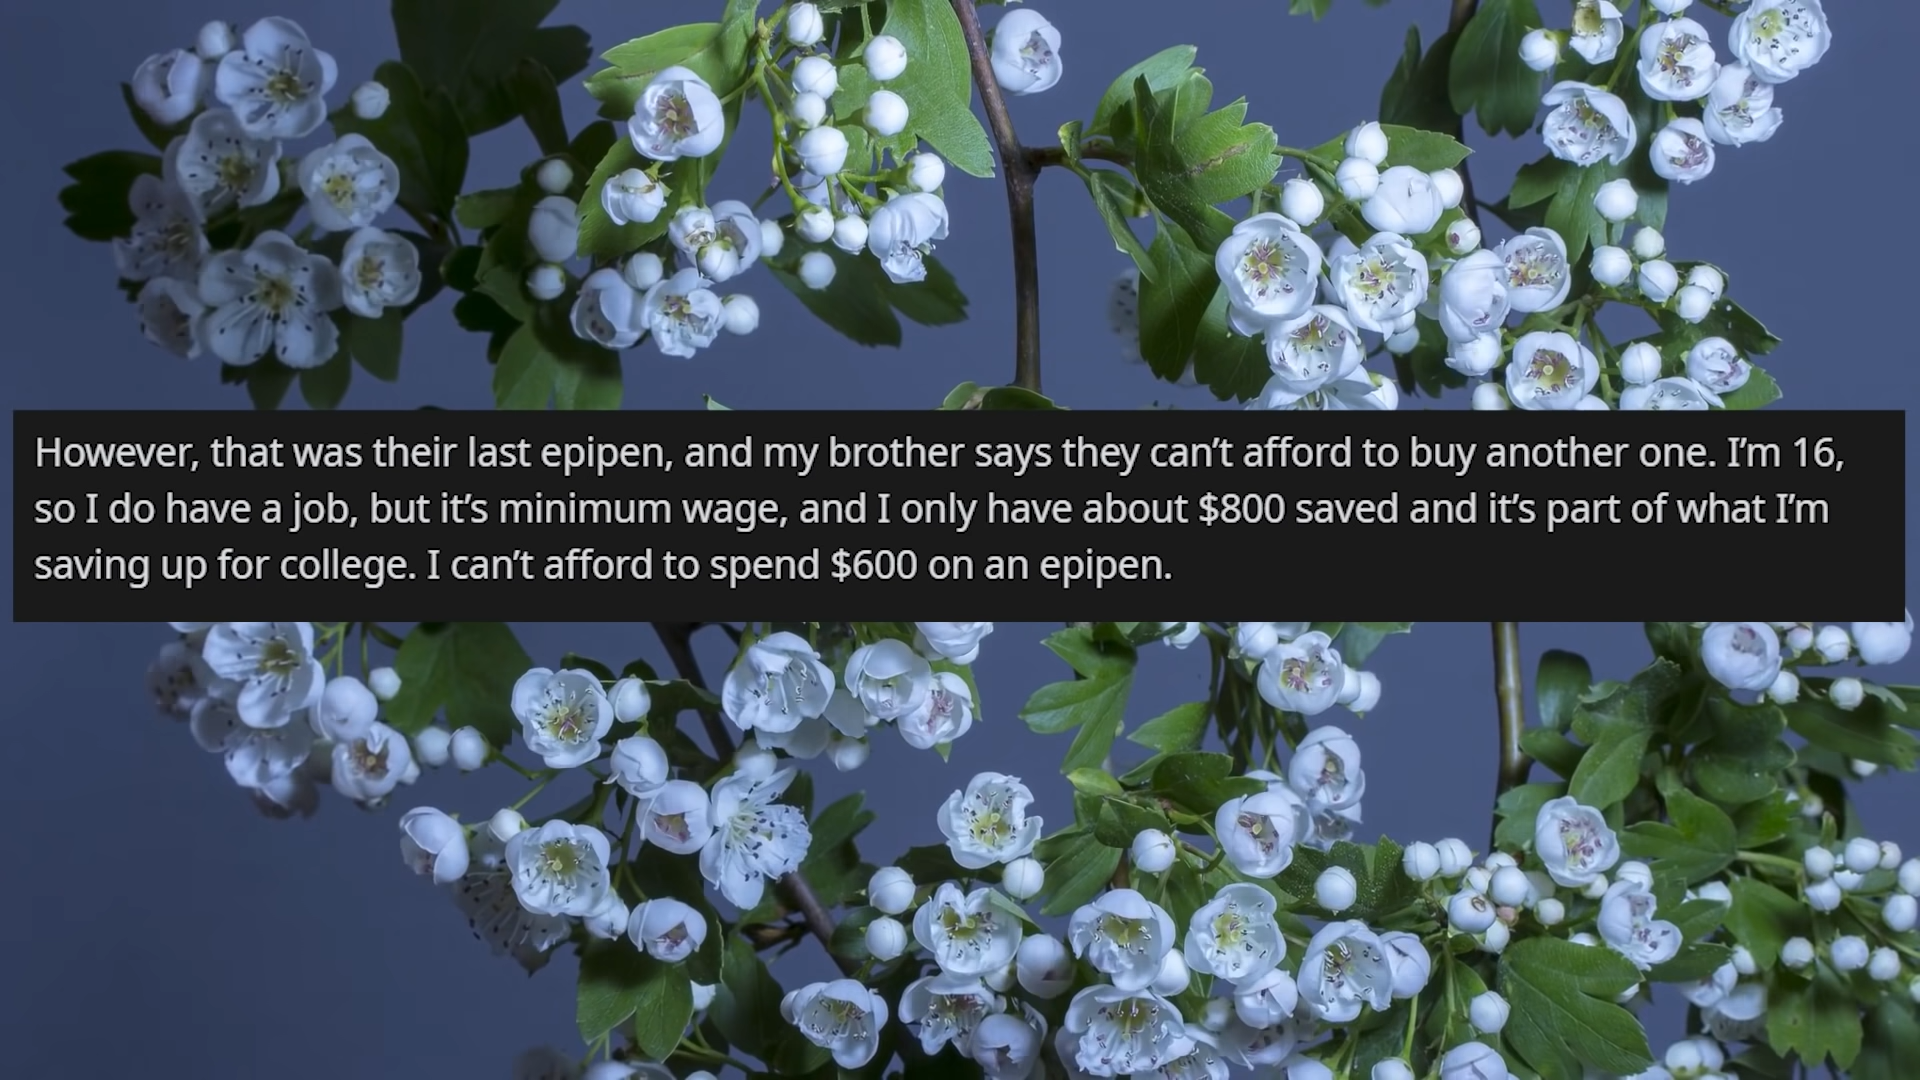 However, that was their last epipen, and my brother says they can’t afford to buy another one. I’m 16,
so I do have a job, but it’s minimum wage, and I only have about $800 saved and it’s part of what I’m
saving up for college. I can’t afford to spend $600 on an epipen.